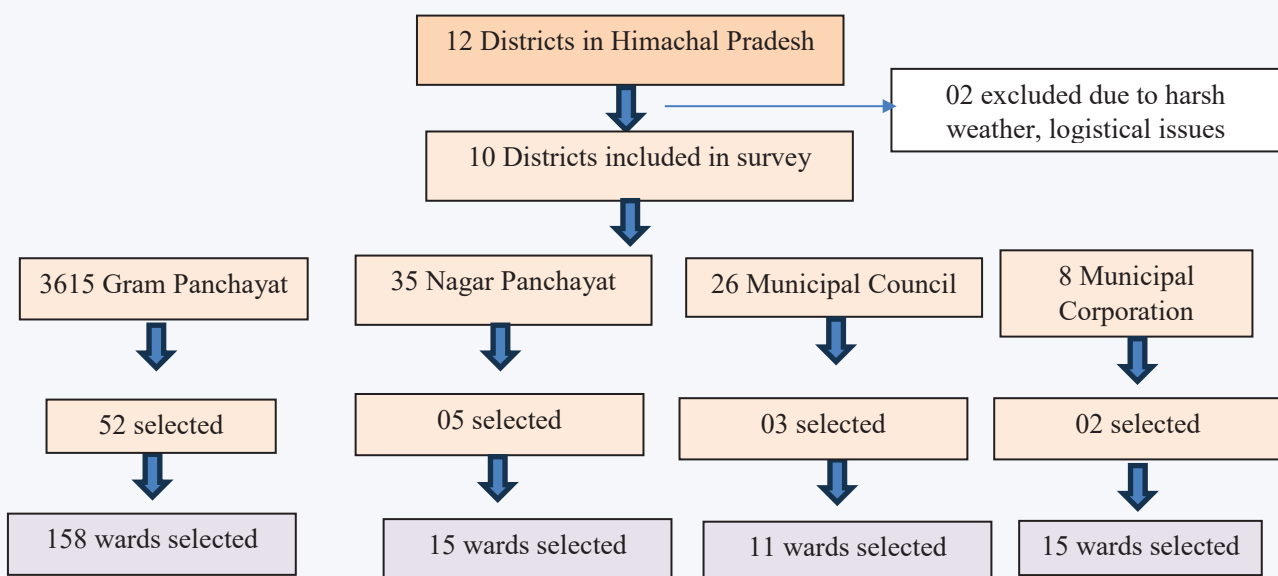 12 Districts in Himachal Pradesh
02 excluded due to harsh
weather, logistical issues
10 Districts included in survey
3615 Gram Panchayat
35 Nagar Panchayat
26 Municipal Council
8 Municipal
Corporation
52 selected
05 selected
03 selected
02 selected
158 wards selected
15 wards selected
11 wards selected
15 wards selected